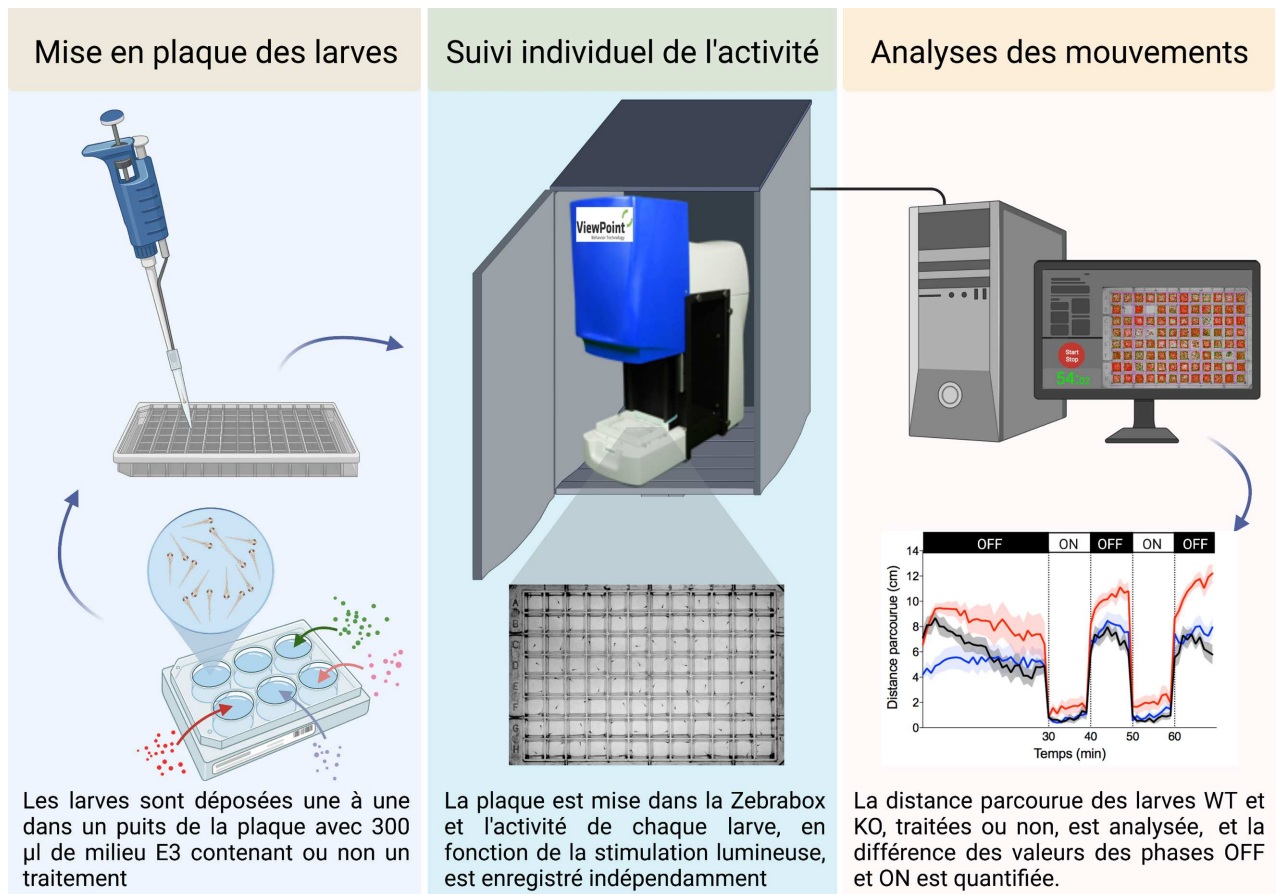 Mise en plaque des larves
Les larves sont déposées une à une
dans un puits de la plaque avec 300
µl de milieu E3 contenant ou non un
traitement
Suivi individuel de l'activité
ViewPoint
Behavior Technology
A
B
C
D
E
F
G
H
La plaque est mise dans la Zebrabox
et l'activité de chaque larve, en
fonction de la stimulation lumineuse,
est enregistré indépendamment
Analyses des mouvements
Start
Stop
OFF ON OFF ON OFF
14
12
10
8
6
4
2
0
Distance parcourue (cm)
30 40 50 60
Temps (min)
La distance parcourue des larves WT et
KO, traitées ou non, est analysée, et la
différence des valeurs des phases OFF
et ON est quantifiée.